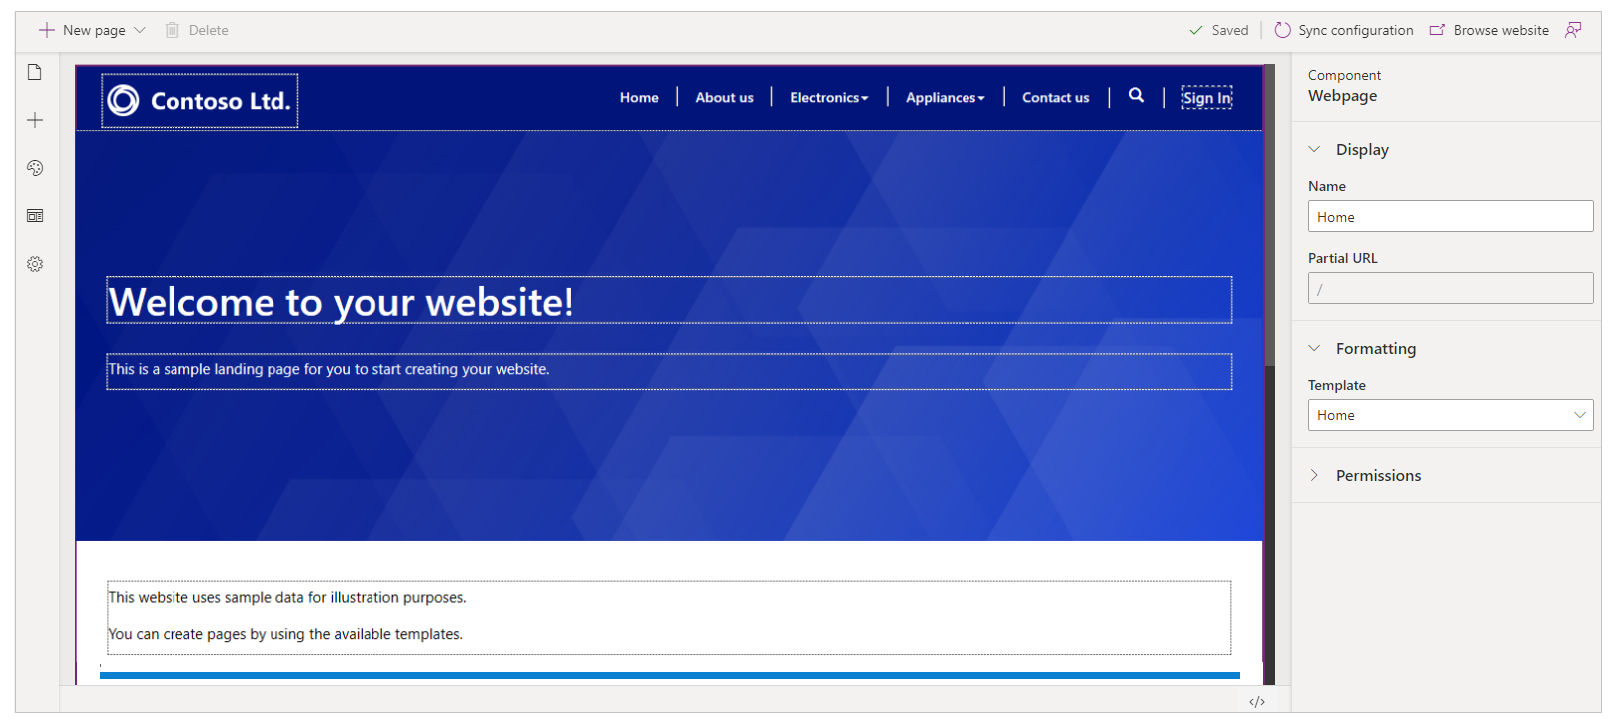 New page
Delete
Saved
Sync configuration
Browse website
Contoso Ltd.
Home
About us
Electronics
Appliances
Contact us
Sign In
Welcome to your website!
This is a sample landing page for you to start creating your website.
This website uses sample data for illustration purposes.
You can create pages by using the available templates.
</>
Component
Webpage
Display
Name
Home
Partial URL
/
Formatting
Template
Home
Permissions